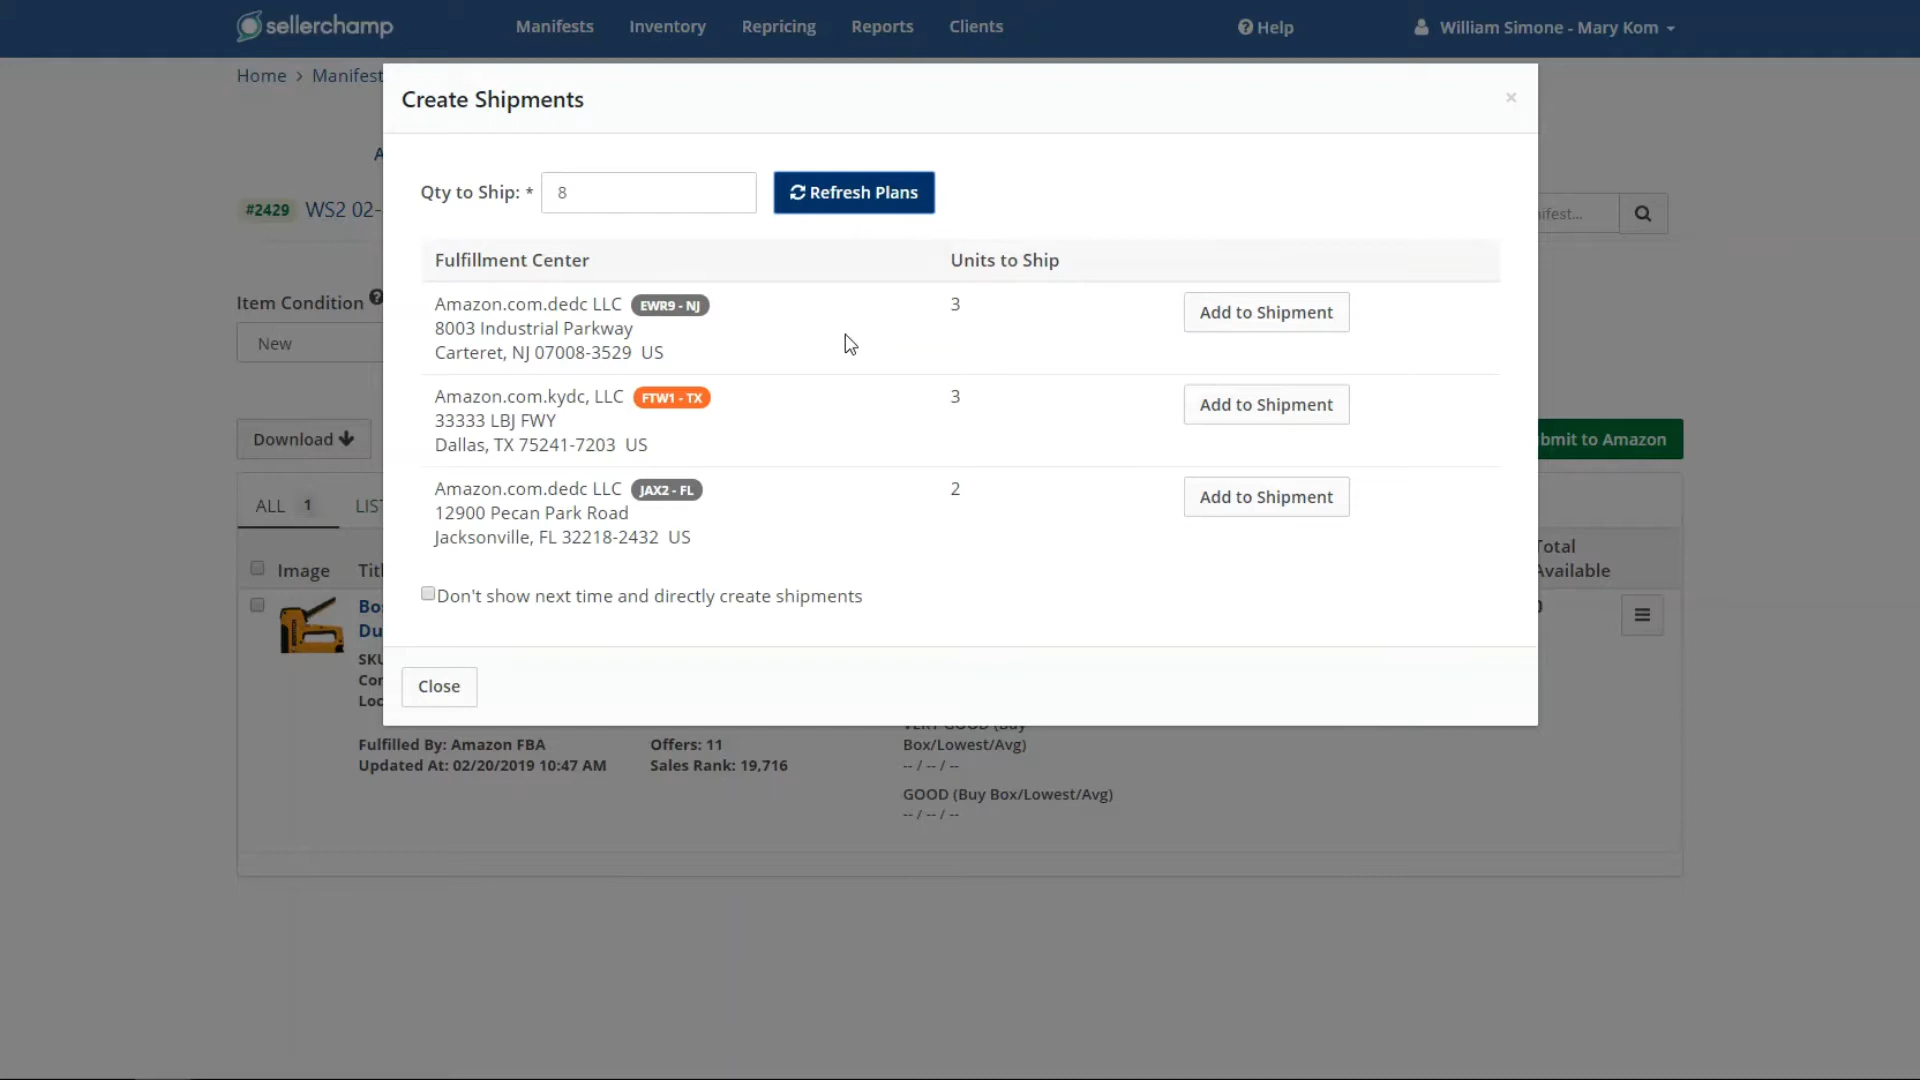 sellerchamp Manifests Inventory Repricing Reports Clients Help William Simone - Mary Kom
Home > Manifest
Create Shipments
×
Qty to Ship: * 8 Refresh Plans
#2429 WS2 02-
Fulfillment Center Units to Ship
Amazon.com.dedc LLC EWR9 - NJ 3 Add to Shipment
8003 Industrial Parkway
Carteret, NJ 07008-3529 US
Item Condition
New
Amazon.com.kydc, LLC FTW1 - TX 3 Add to Shipment
33333 LBJ FWY
Dallas, TX 75241-7203 US
Download
bmit to Amazon
Amazon.com.dedc LLC JAX2 - FL 2 Add to Shipment
12900 Pecan Park Road
Jacksonville, FL 32218-2432 US
ALL 1 LIS
Total
Available
Image Titl
Don't show next time and directly create shipments
Bo
Du
SKU
Con
Loc
Close
VERY GOOD (Buy
Box/Lowest/Avg)
-- / -- / --
Fulfilled By: Amazon FBA Offers: 11
Updated At: 02/20/2019 10:47 AM Sales Rank: 19,716
GOOD (Buy Box/Lowest/Avg)
-- / -- / --